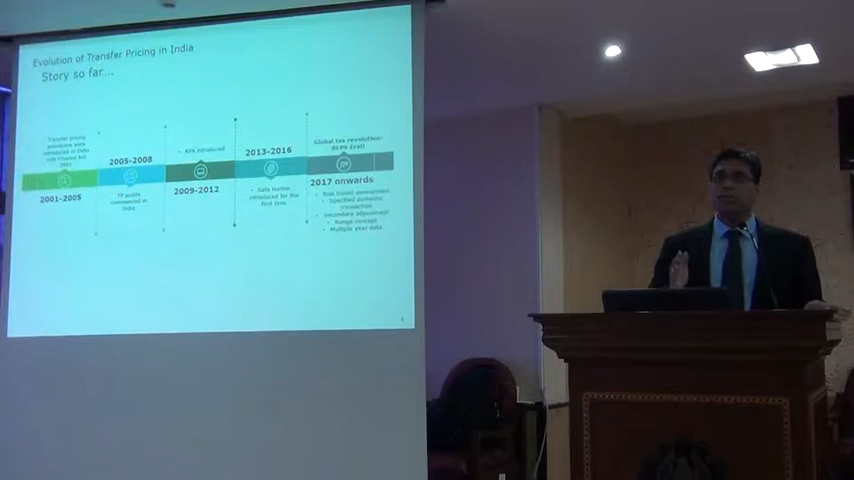 Evolution of Transfer Pricing in India
Story so far...
Transfer pricing
provisions were
introduced in India
vide Finance Act
2001
2001-2005
2005-2008
TP audits
commenced in
India
• APA introduced
2009-2012
2013-2016
• Safe Harbor
introduced for the
first time
Global tax revolution:
BEPS Era!!
2017 onwards
• Risk based assessment
• Specified domestic
transaction
• Secondary adjustment
• Range concept
• Multiple year data